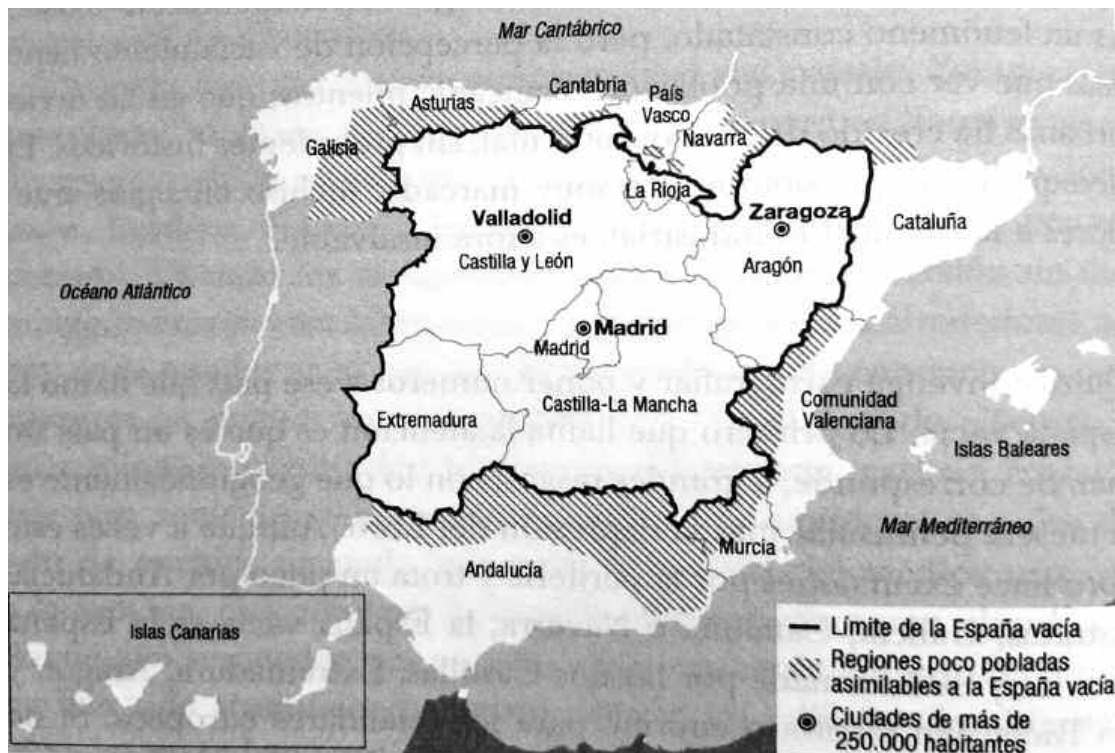 Mar Cantábrico
Asturias
Cantabria
País
Vasco
Navarra
Galicia
La Rioja
Valladolid
Castilla y León
Zaragoza
Aragón
Cataluña
Océano Atlántico
Madrid
Madrid
Extremadura
Castilla-La Mancha
Comunidad
Valenciana
Islas Baleares
Mar Mediterráneo
Murcia
Andalucía
Islas Canarias
Límite de la España vacía
Regiones poco pobladas
asimilables a la España vacía
Ciudades de más de
250.000 habitantes